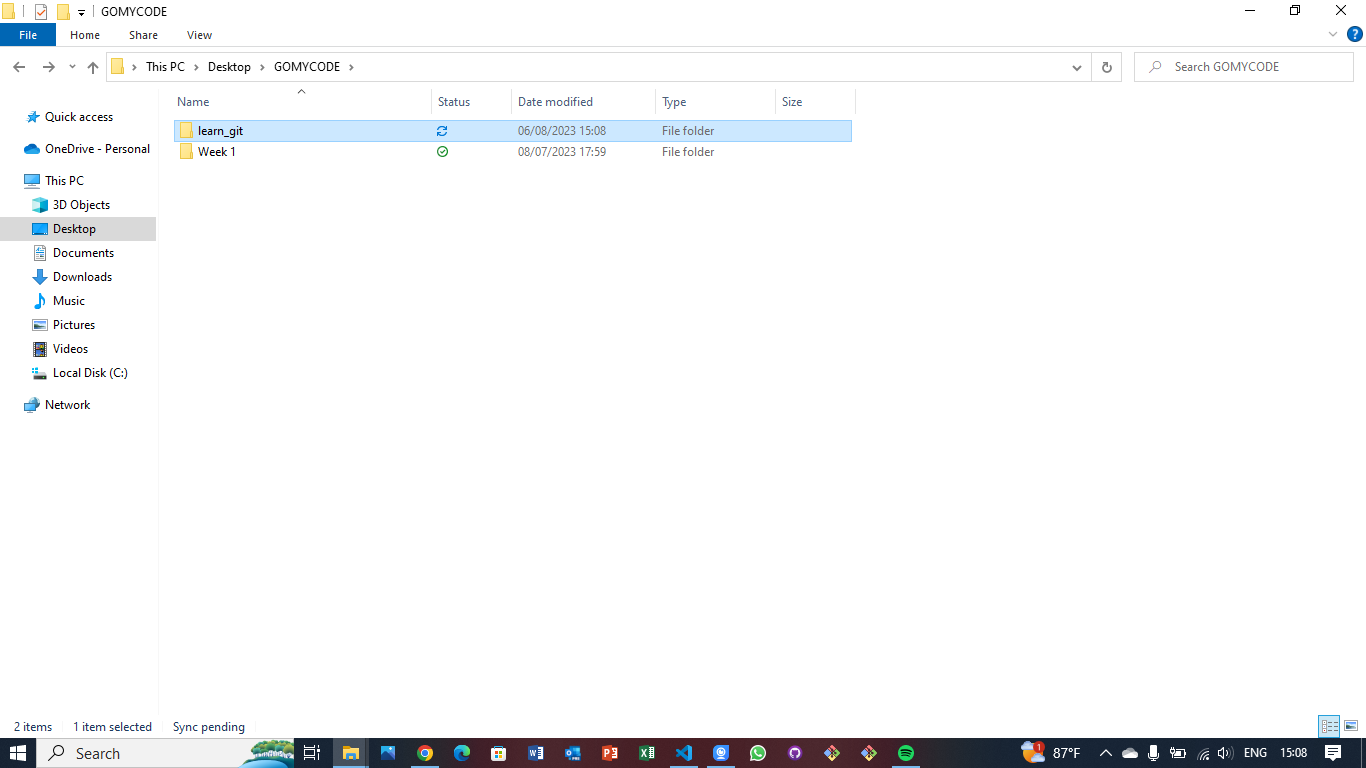 GOMYCODE
File Home Share View
This PC Desktop GOMYCODE
Search GOMYCODE
Name Status Date modified Type Size
learn_git 06/08/2023 15:08 File folder
Week 1 08/07/2023 17:59 File folder
Quick access
OneDrive - Personal
This PC
3D Objects
Desktop
Documents
Downloads
Music
Pictures
Videos
Local Disk (C:)
Network
2 items 1 item selected Sync pending
Search 1 87°F ENG 15:08